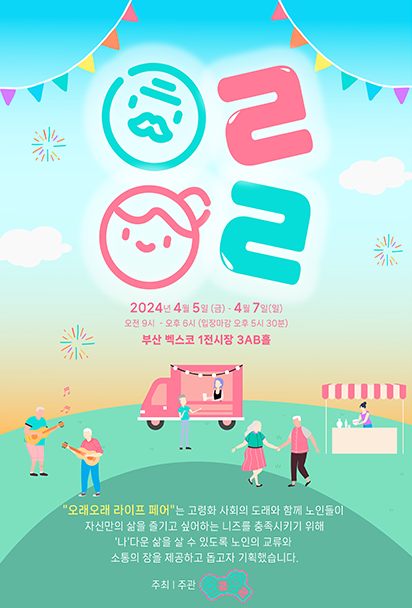 2024년 4월 5일 (금) - 4월 7일(일)
오전 9시 - 오후 6시 (입장마감 오후 5시 30분)
부산 벡스코 1전시장 3AB홀
"오래오래 라이프 페어"는 고령화 사회의 도래와 함께 노인들이
자신만의 삶을 즐기고 싶어하는 니즈를 충족시키기 위해
'나'다운 삶을 살 수 있도록 노인의 교류와
소통의 장을 제공하고 돕고자 기획했습니다.
주최 | 주관